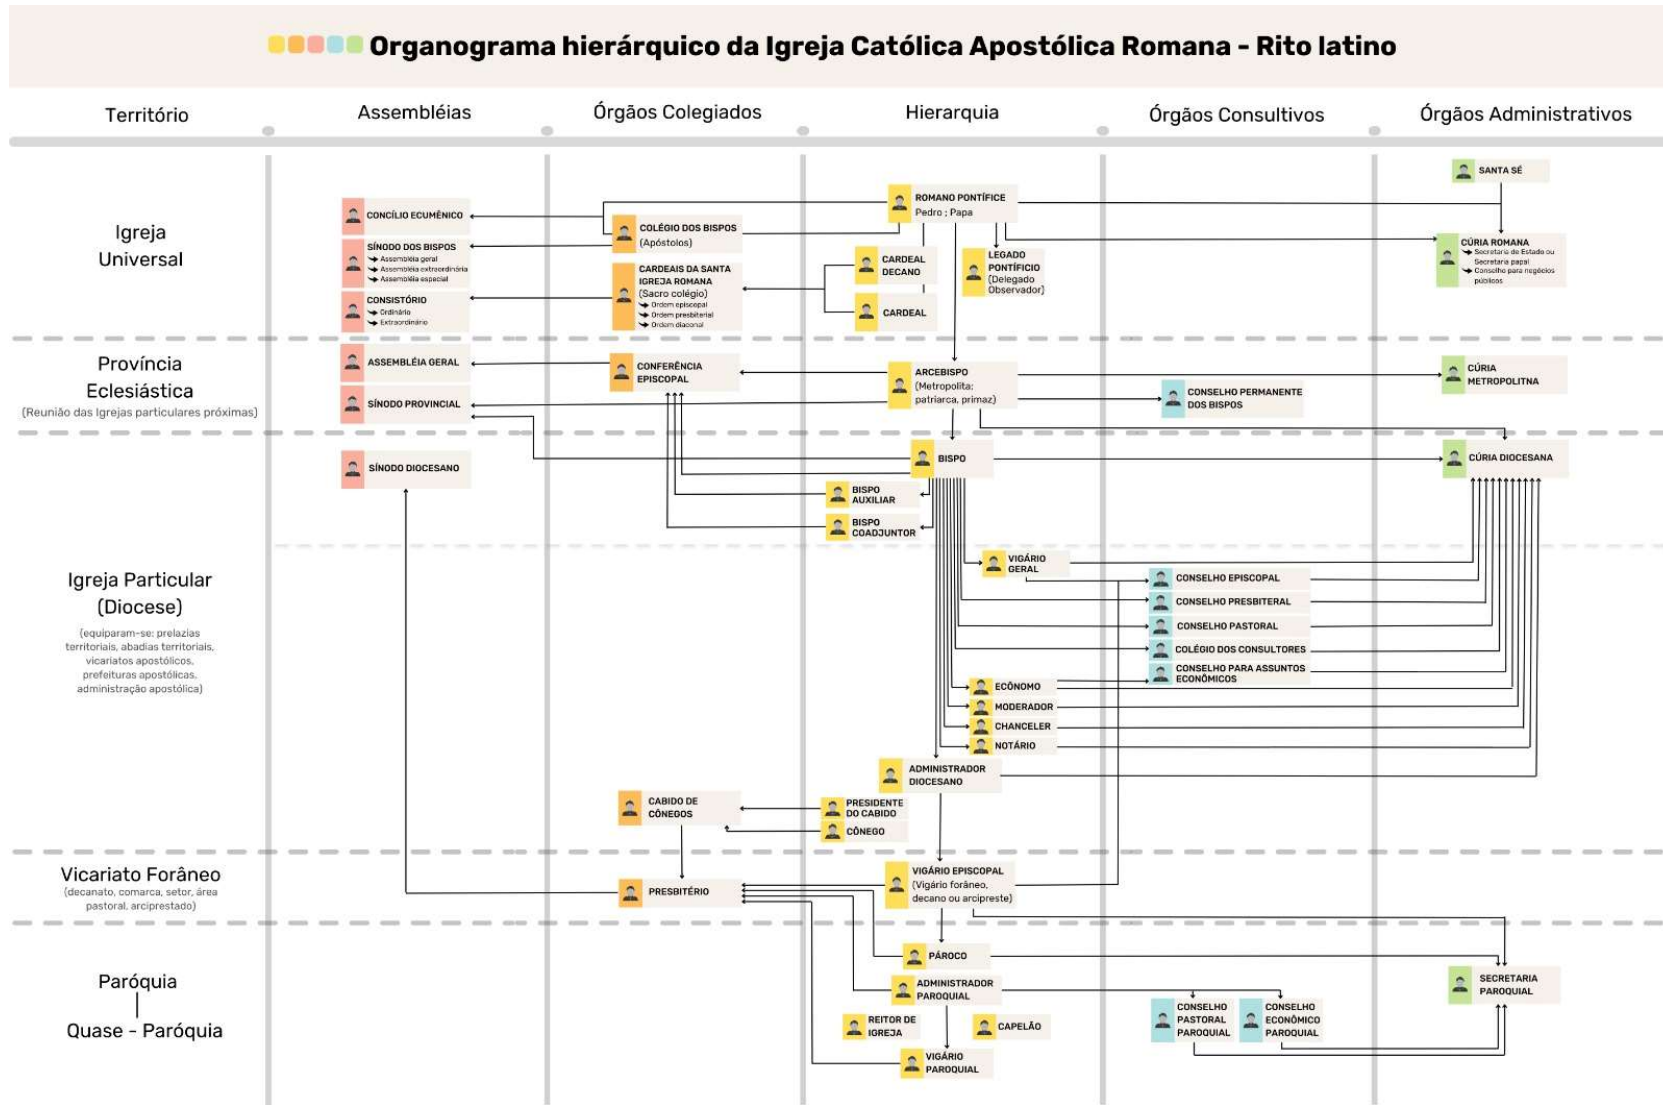 Organograma hierárquico da Igreja Católica Apostólica Romana - Rito latino
Território
Assembléias
Órgãos Colegiados
Hierarquia
Órgãos Consultivos
Órgãos Administrativos
Igreja
Universal
CONCÍLIO ECUMÊNICO
SÍNODO DOS BISPOS
Assembléia geral
Assembléia extraordinária
Assembléia especial
CONSISTÓRIO
Ordinário
Extraordinário
COLÉGIO DOS BISPOS
(Apóstolos)
CARDEAIS DA SANTA
IGREJA ROMANA
(Sacro colégio)
Ordem episcopal
Ordem presbiterial
Ordem diaconal
ROMANO PONTÍFICE
Pedro ; Papa
CARDEAL
DECANO
CARDEAL
LEGADO
PONTIFÍCIO
(Delegado
Observador)
SANTA SÉ
CÚRIA ROMANA
Secretaria de Estado ou
Secretaria papal
Conselho para negócios
públicos
Província
Eclesiástica
(Reunião das Igrejas particulares próximas)
ASSEMBLÉIA GERAL
SÍNODO PROVINCIAL
CONFERÊNCIA
EPISCOPAL
ARCEBISPO
(Metropolita;
patriarca, primaz)
CONSELHO PERMANENTE
DOS BISPOS
CÚRIA
METROPOLITNA
Igreja Particular
(Diocese)
(equiparam-se: prelazias
territoriais, abadias territoriais,
vicariatos apostólicos,
prefeituras apostólicas,
administração apostólica)
SÍNODO DIOCESANO
BISPO
BISPO
AUXILIAR
BISPO
COADJUNTOR
CÚRIA DIOCESANA
VIGÁRIO
GERAL
CONSELHO EPISCOPAL
CONSELHO PRESBITERAL
CONSELHO PASTORAL
COLÉGIO DOS CONSULTORES
CONSELHO PARA ASSUNTOS
ECONÔMICOS
ECÔNOMO
MODERADOR
CHANCELER
NOTÁRIO
ADMINISTRADOR
DIOCESANO
CABIDO DE
CÔNEGOS
PRESIDENTE
DO CABIDO
CÔNEGO
Vicariato Forâneo
(decanato, comarca, setor, área
pastoral, arciprestado)
PRESBITÉRIO
VIGÁRIO EPISCOPAL
(Vigário forâneo,
decano ou arcipreste)
Paróquia
Quase - Paróquia
PÁROCO
ADMINISTRADOR
PAROQUIAL
REITOR DE
IGREJA
CAPELÃO
VIGÁRIO
PAROQUIAL
CONSELHO
PASTORAL
PAROQUIAL
CONSELHO
ECONÔMICO
PAROQUIAL
SECRETARIA
PAROQUIAL